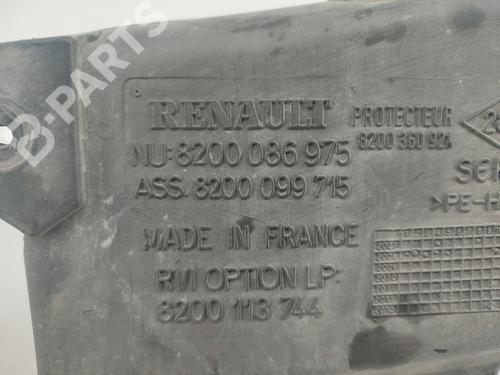 B-PARTS
RENAULT
NU: 8200 086 975
ASS. 8200 099 715
MADE IN FRANCE
RVI OPTION LP:
8200 113 744
PROTECTEUR
8200 360 924
>PE-H